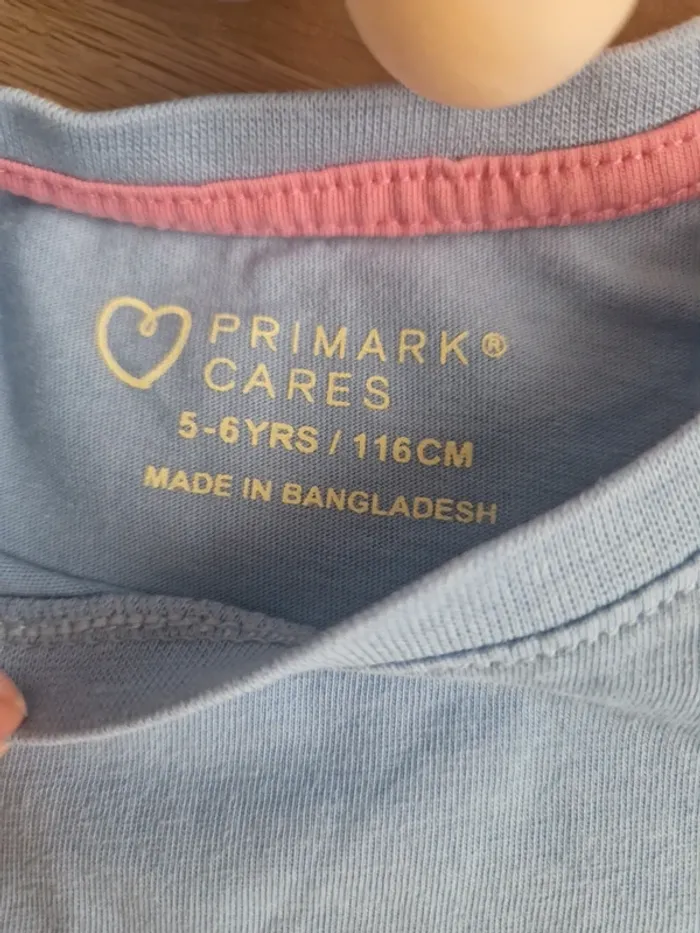 PRIMARK®
CARES
5-6YRS / 116CM
MADE IN BANGLADESH